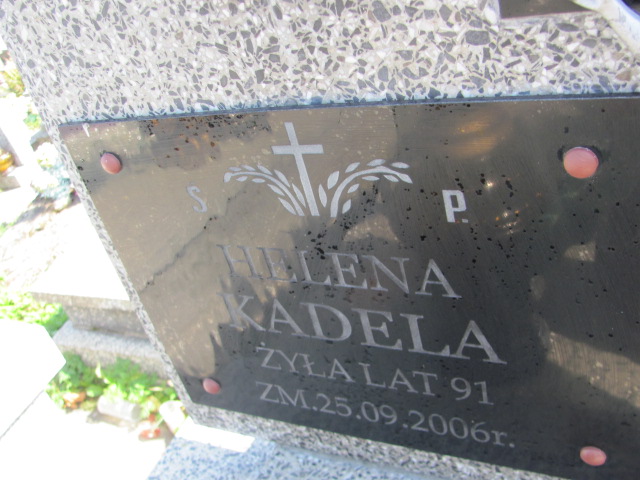 Ś. P.
HELENA
KADELA
ŻYŁA LAT 91
ZM.25.09.2006r.